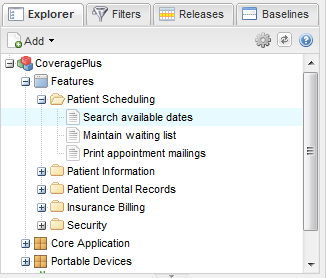 Explorer Filters Releases Baselines
Add
CoveragePlus
Features
Patient Scheduling
Search available dates
Maintain waiting list
Print appointment mailings
Patient Information
Patient Dental Records
Insurance Billing
Security
Core Application
Portable Devices